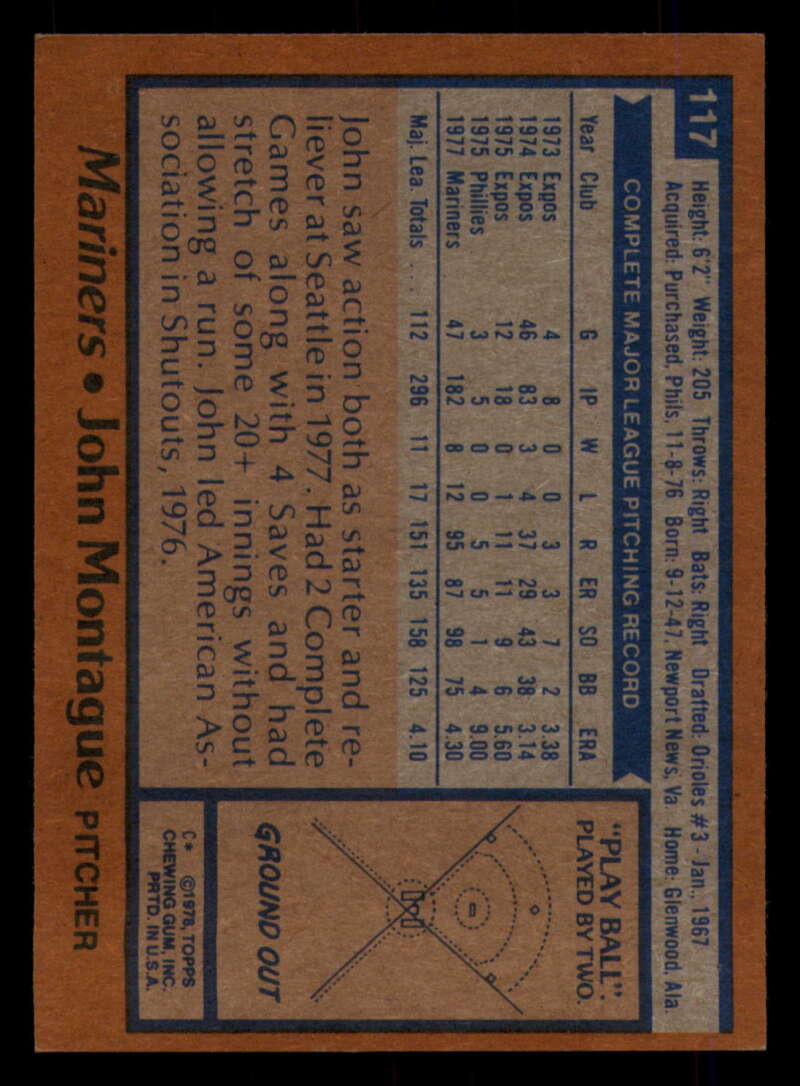 117
Height: 6'2" Weight: 205 Throws: Right Bats: Right Drafted: Orioles #3 - Jan., 1967
Acquired: Purchased, Phils, 11-8-76 Born: 9-12-47, Newport News, Va. Home: Glenwood, Ala.
COMPLETE MAJOR LEAGUE PITCHING RECORD
Year Club G IP W L R ER SO BB ERA
1973 Expos 4 8 0 0 3 3 7 2 3.38
1974 Expos 46 83 3 4 37 29 43 38 3.14
1975 Expos 12 18 0 1 11 11 9 6 5.60
1975 Phillies 3 5 0 0 5 5 1 4 9.00
1977 Mariners 47 182 8 12 95 87 98 75 4.30
Maj. Lea. Totals .... 112 296 11 17 151 135 158 125 4.10
John saw action both as starter and re-
liever at Seattle in 1977. Had 2 Complete
Games along with 4 Saves and had
stretch of some 20+ innings without
allowing a run. John led American As-
sociation in Shutouts, 1976.
"PLAY BALL"
PLAYED BY TWO.
GROUND OUT
C* ©1978, TOPPS
CHEWING GUM, INC.
PRTD. IN U.S.A.
Mariners • John Montague PITCHER